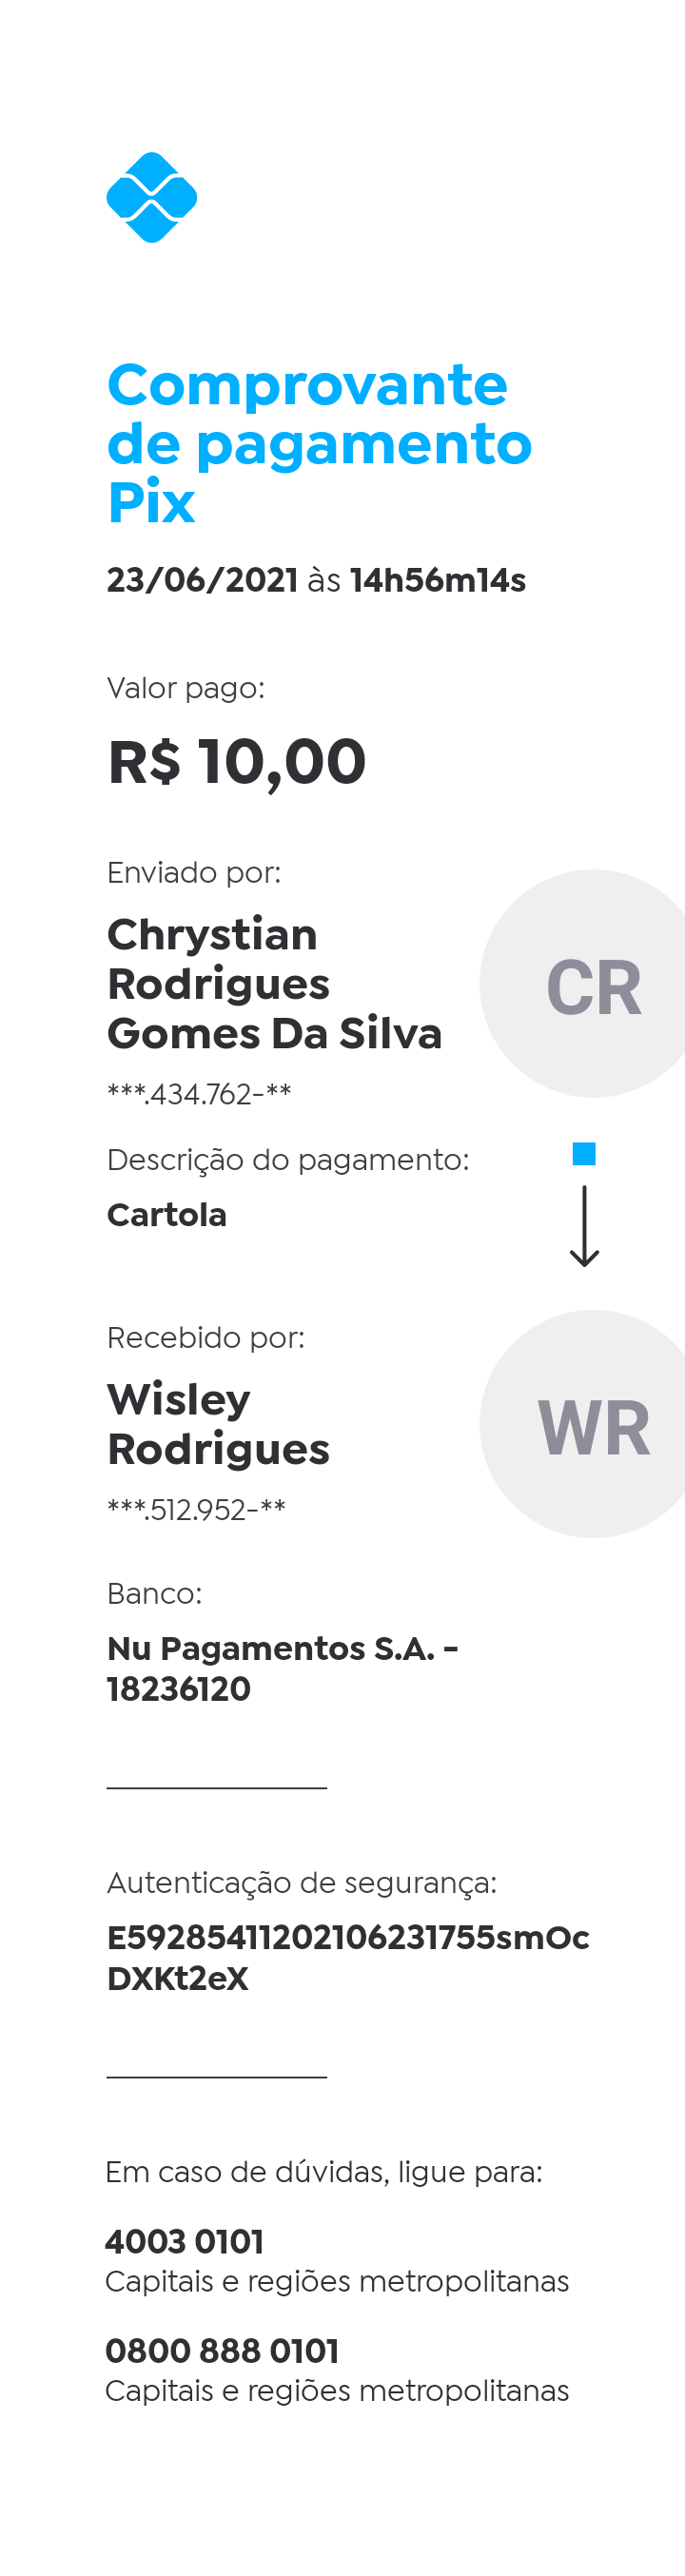 Comprovante
de pagamento
Pix
23/06/2021 às 14h56m14s
Valor pago:
R$ 10,00
Enviado por:
Chrystian
Rodrigues
Gomes Da Silva
CR
***.434.762-**
Descrição do pagamento:
Cartola
Recebido por:
Wisley
Rodrigues
WR
***.512.952-**
Banco:
Nu Pagamentos S.A. -
18236120
Autenticação de segurança:
E59285411202106231755smOc
DXKt2eX
Em caso de dúvidas, ligue para:
4003 0101
Capitais e regiões metropolitanas
0800 888 0101
Capitais e regiões metropolitanas